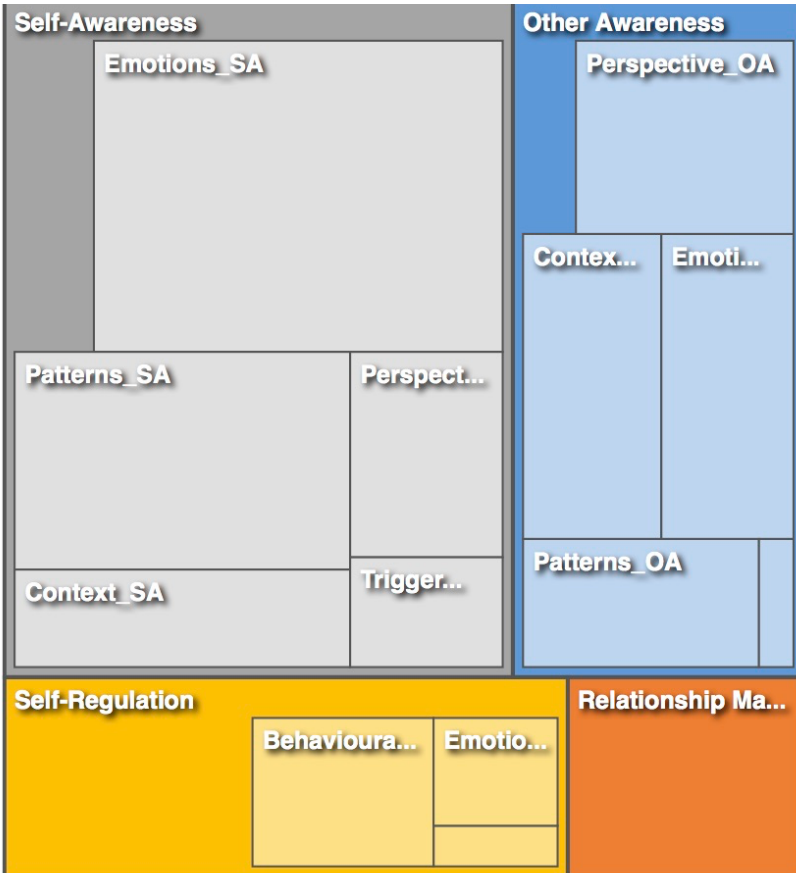 Self-Awareness
Emotions_SA
Patterns_SA
Perspect...
Context_SA
Trigger...
Other Awareness
Perspective_OA
Contex...
Emoti...
Patterns_OA
Self-Regulation
Behavioura...
Emotio...
Relationship Ma...